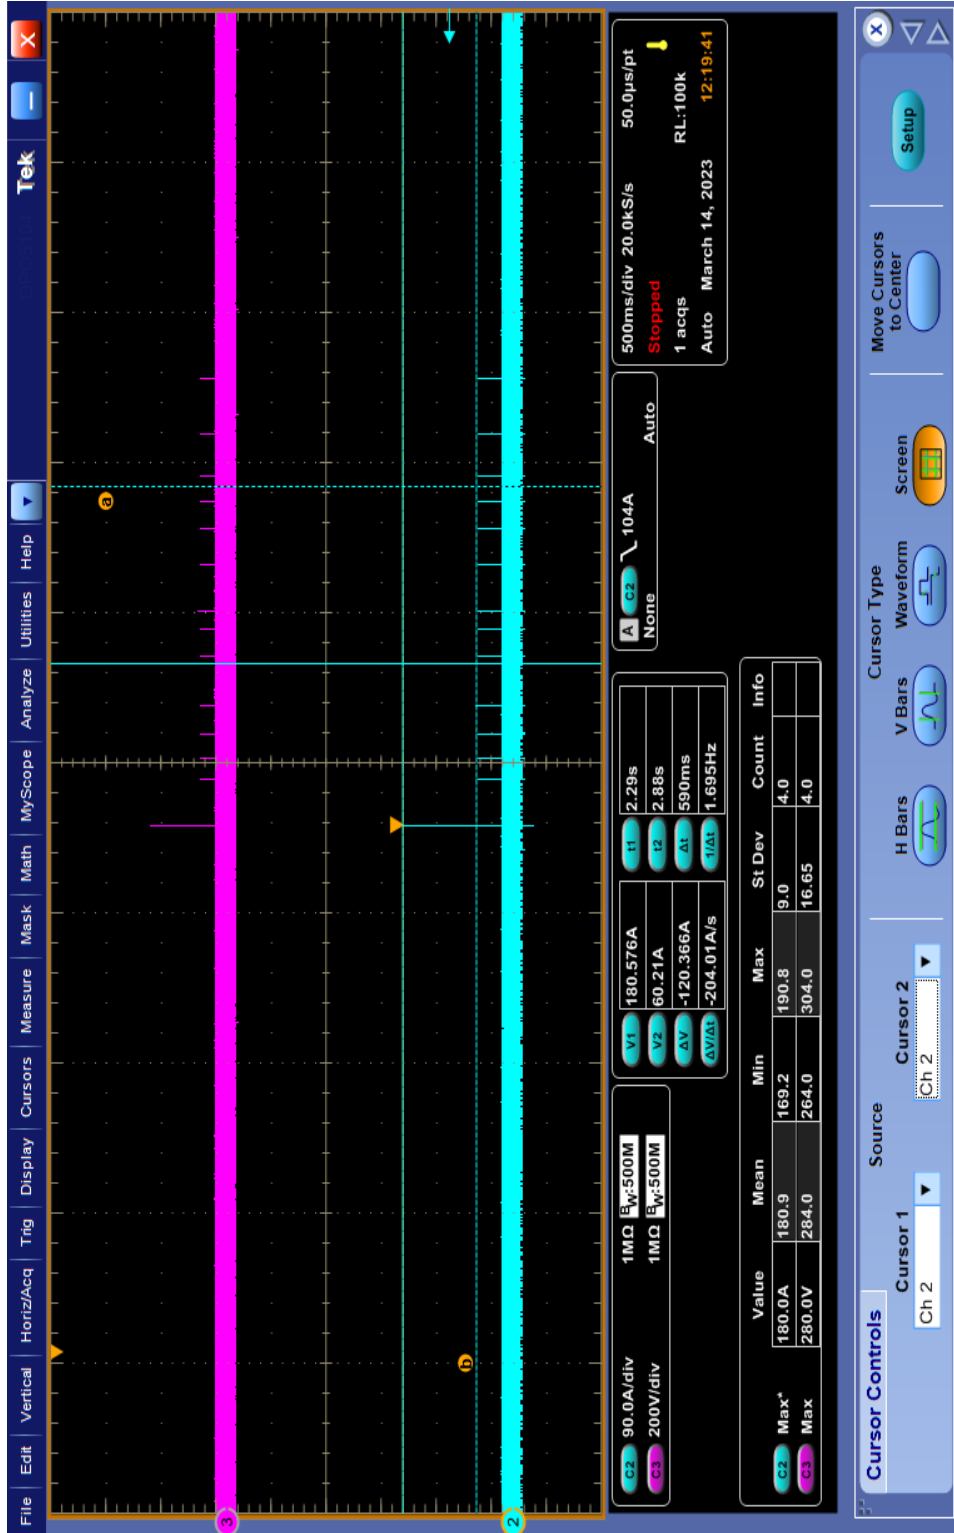 File Edit Vertical Horiz/Acq Trig Display Cursors Measure Mask Math MyScope Analyze Utilities Help Tek X
a
b
3
2
C2 90.0A/div 1MΩ BW:500M
C3 200V/div 1MΩ BW:500M
V1 180.576A t1 2.29s
V2 60.21A t2 2.88s
ΔV -120.366A Δt 590ms
ΔV/Δt -204.01A/s 1/Δt 1.695Hz
A C2 104A
None Auto
500ms/div 20.0kS/s 50.0µs/pt
Stopped
1 acqs RL:100k
Auto March 14, 2023 12:19:41
Value Mean Min Max St Dev Count Info
C2 Max* 180.0A 180.9 169.2 190.8 9.0 4.0
C3 Max 280.0V 284.0 264.0 304.0 16.65 4.0
Cursor Controls
Source
Cursor 1 Cursor 2
Ch 2 Ch 2
Cursor Type
H Bars V Bars Waveform Screen
Move Cursors
to Center
Setup
X